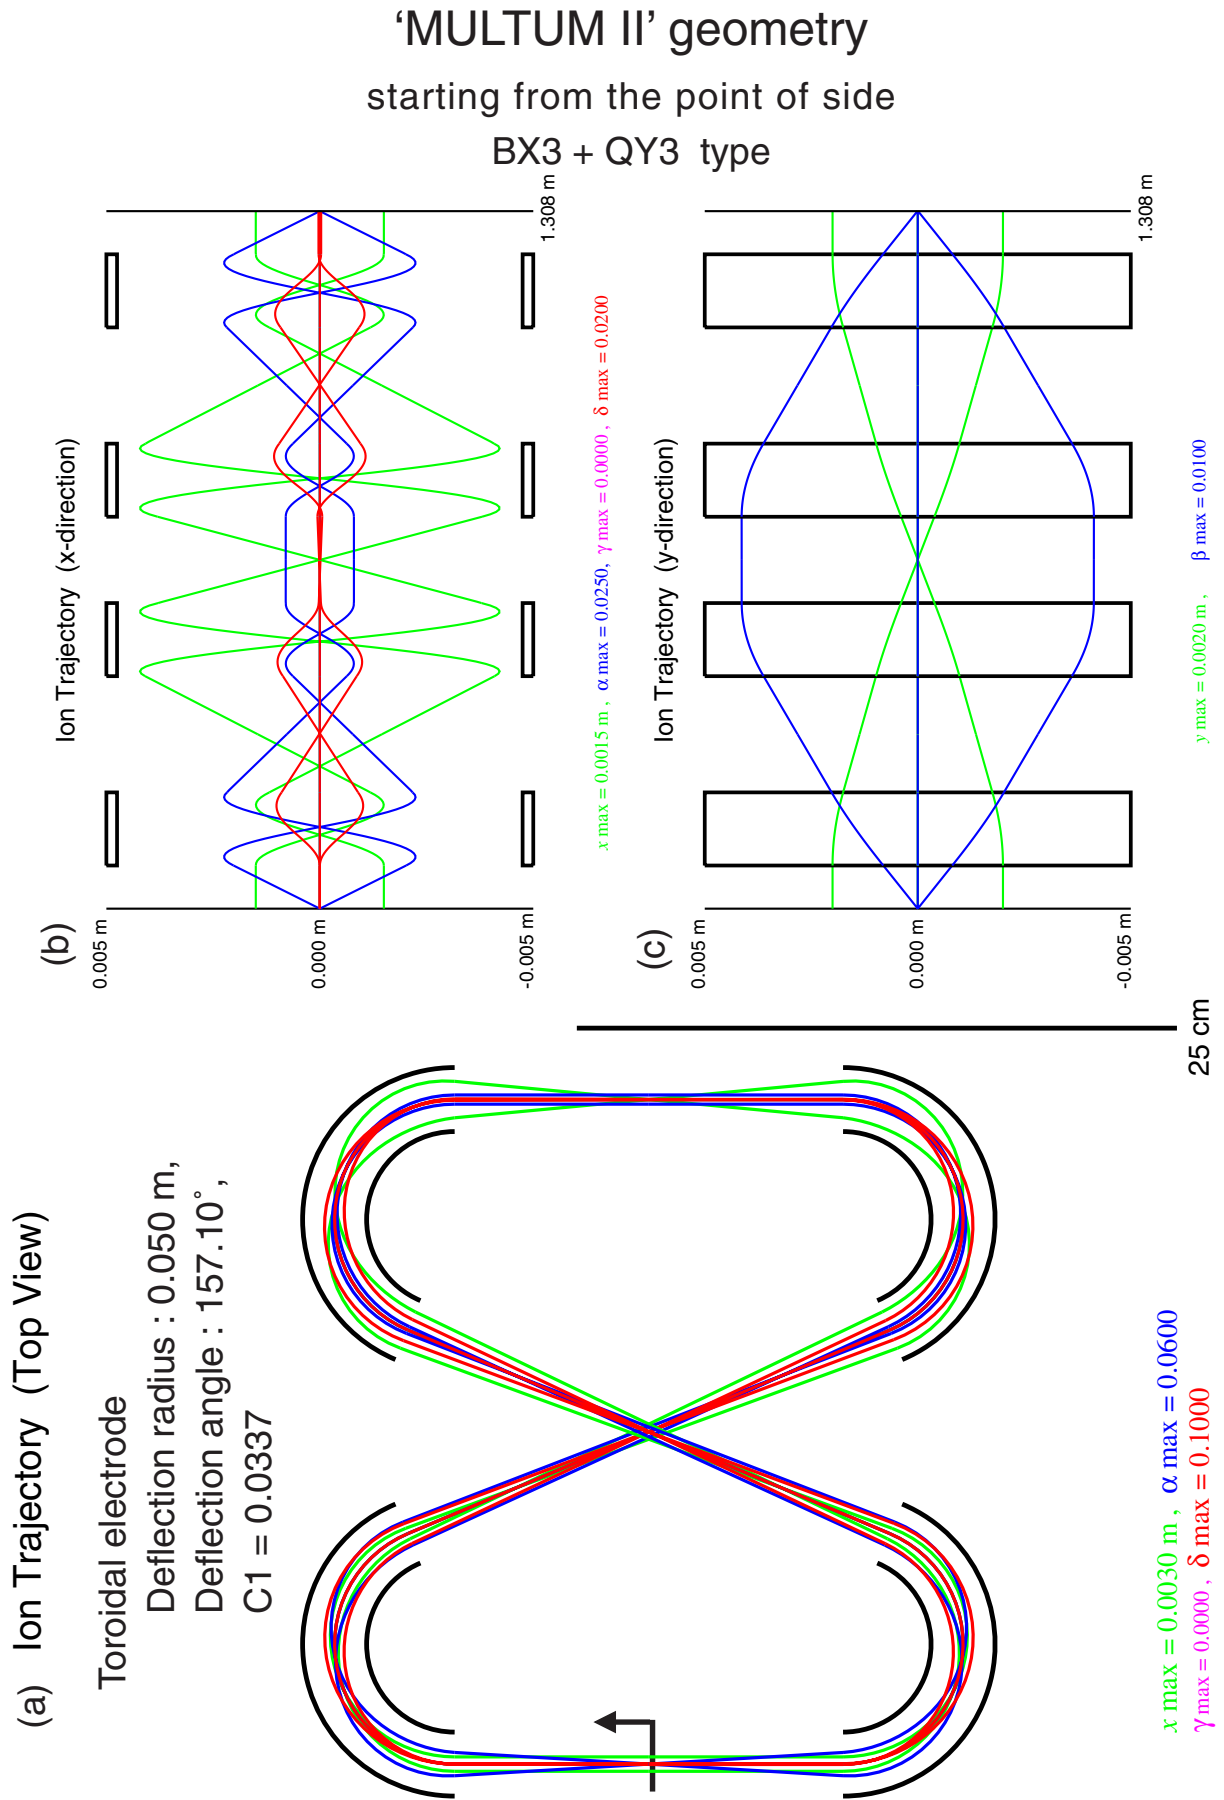 ‘MULTUM II’ geometry
starting from the point of side
BX3 + QY3 type
(a) Ion Trajectory (Top View)
Toroidal electrode
Deflection radius : 0.050 m,
Deflection angle : 157.10°,
C1 = 0.0337
x max = 0.0030 m , α max = 0.0600
γ max = 0.0000 , δ max = 0.1000
25 cm
(b)
Ion Trajectory (x-direction)
0.005 m
0.000 m
-0.005 m
1.308 m
x max = 0.0015 m , α max = 0.0250, γ max = 0.0000 , δ max = 0.0200
(c)
Ion Trajectory (y-direction)
0.005 m
0.000 m
-0.005 m
1.308 m
y max = 0.0020 m , β max = 0.0100